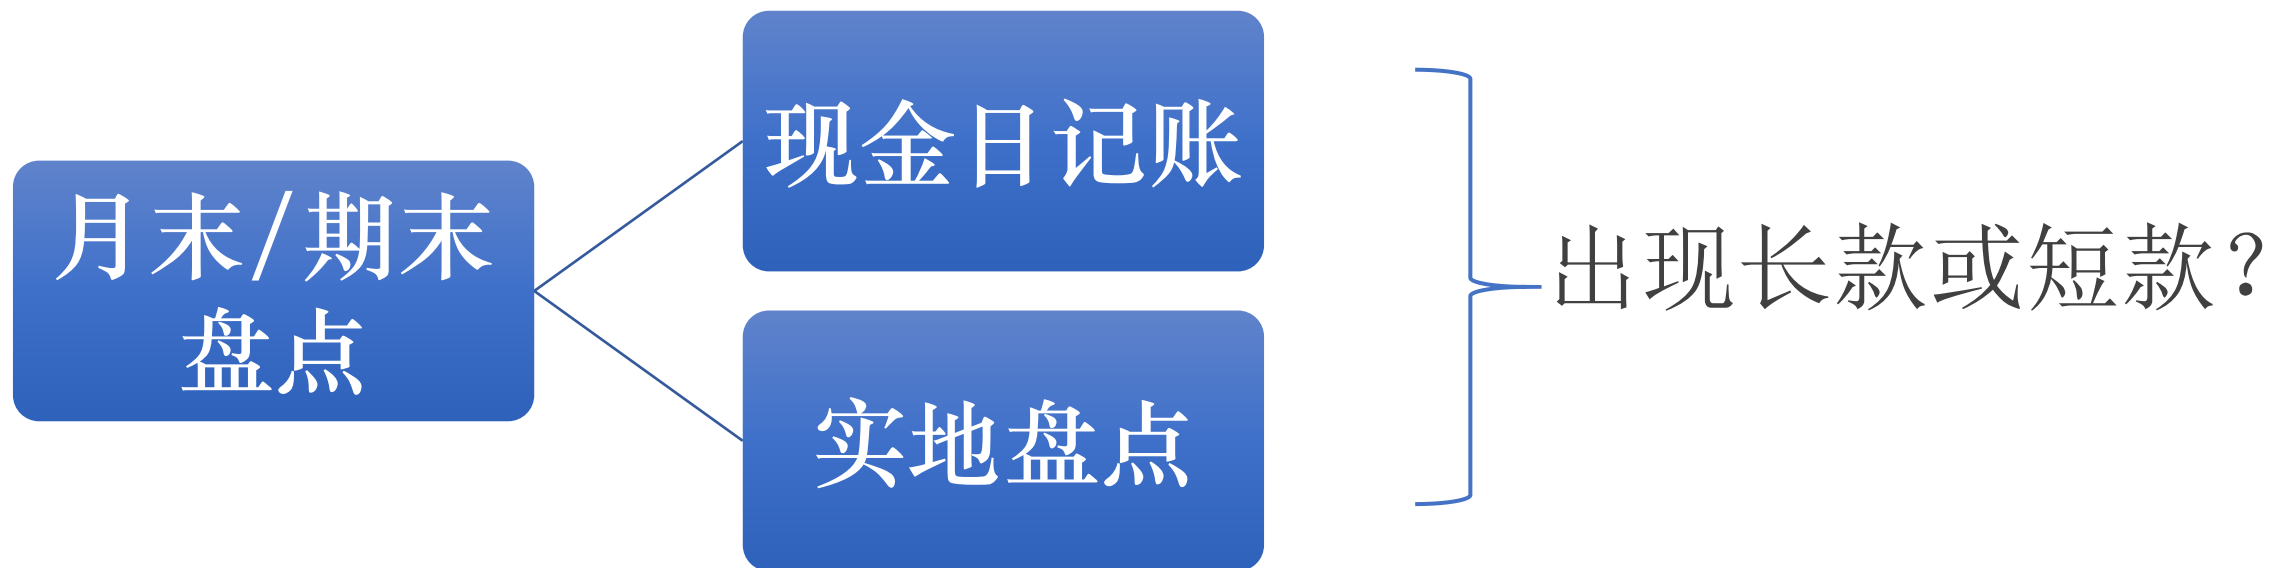 月末/期末
盘点
现金日记账
实地盘点
出现长款或短款？